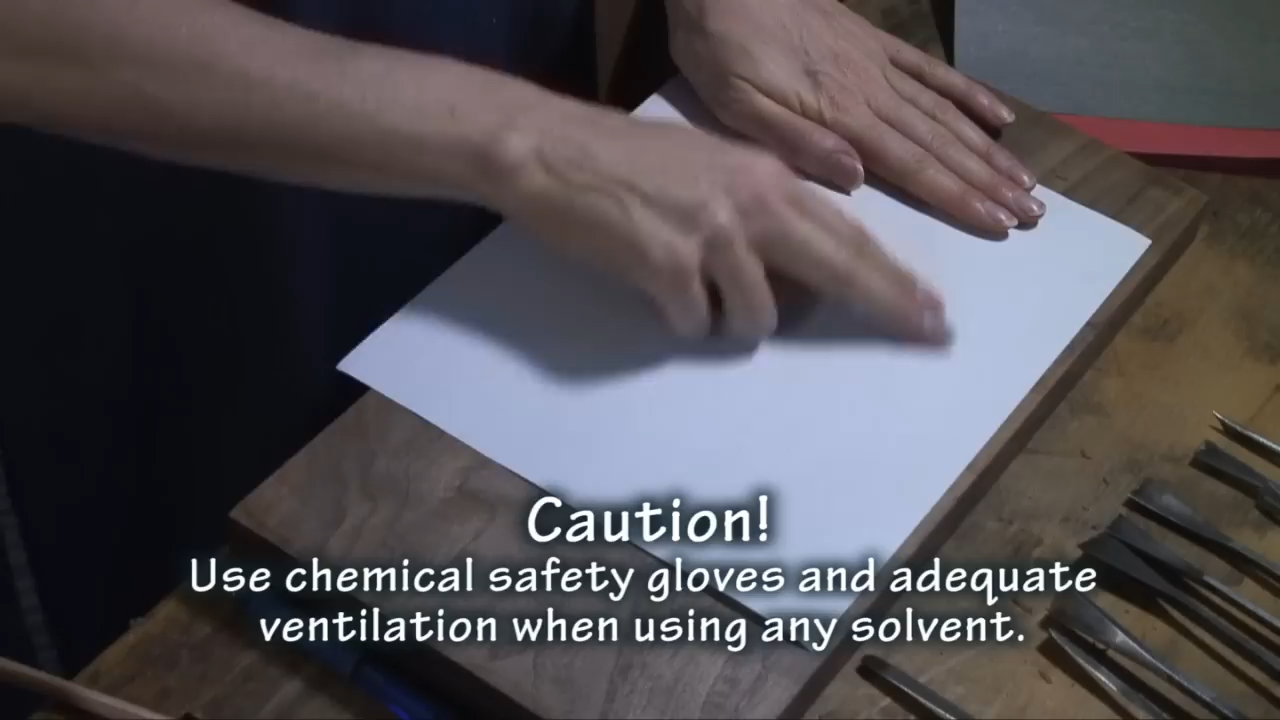 Caution!
Use chemical safety gloves and adequate
ventilation when using any solvent.